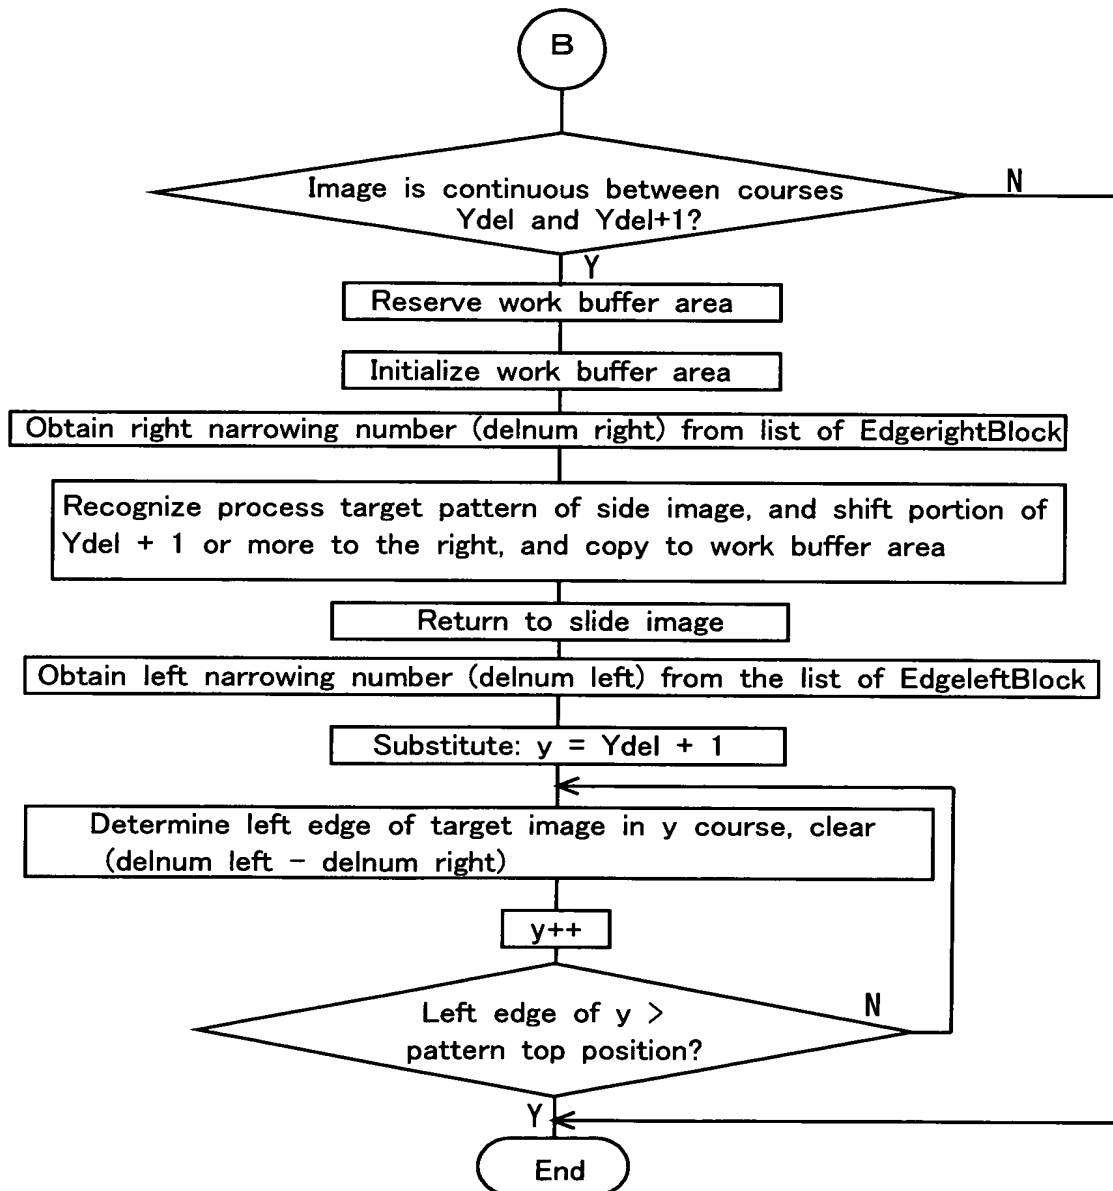 B
Image is continuous between courses
Ydel and Ydel+1?
N
Y
Reserve work buffer area
Initialize work buffer area
Obtain right narrowing number (delnum right) from list of EdgerightBlock
Recognize process target pattern of side image, and shift portion of
Ydel + 1 or more to the right, and copy to work buffer area
Return to slide image
Obtain left narrowing number (delnum left) from the list of EdgeleftBlock
Substitute: y = Ydel + 1
Determine left edge of target image in y course, clear
(delnum left - delnum right)
y++
Left edge of y >
pattern top position?
N
Y
End